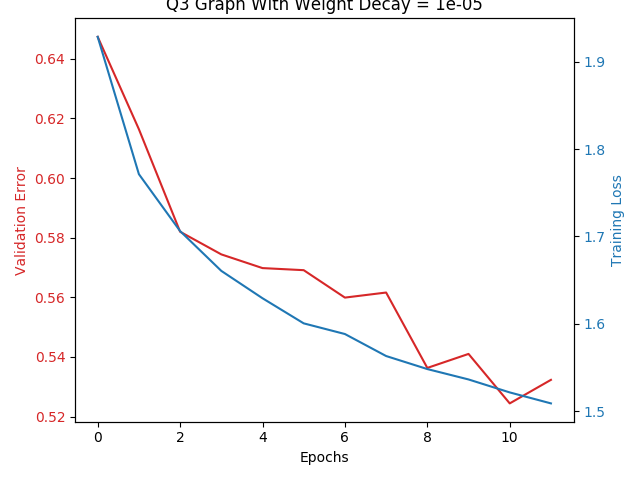 Q3 Graph With Weight Decay = 1e-05
0.64
0.62
0.60
0.58
0.56
0.54
0.52
Validation Error
1.9
1.8
1.7
1.6
1.5
Training Loss
0 2 4 6 8 10
Epochs